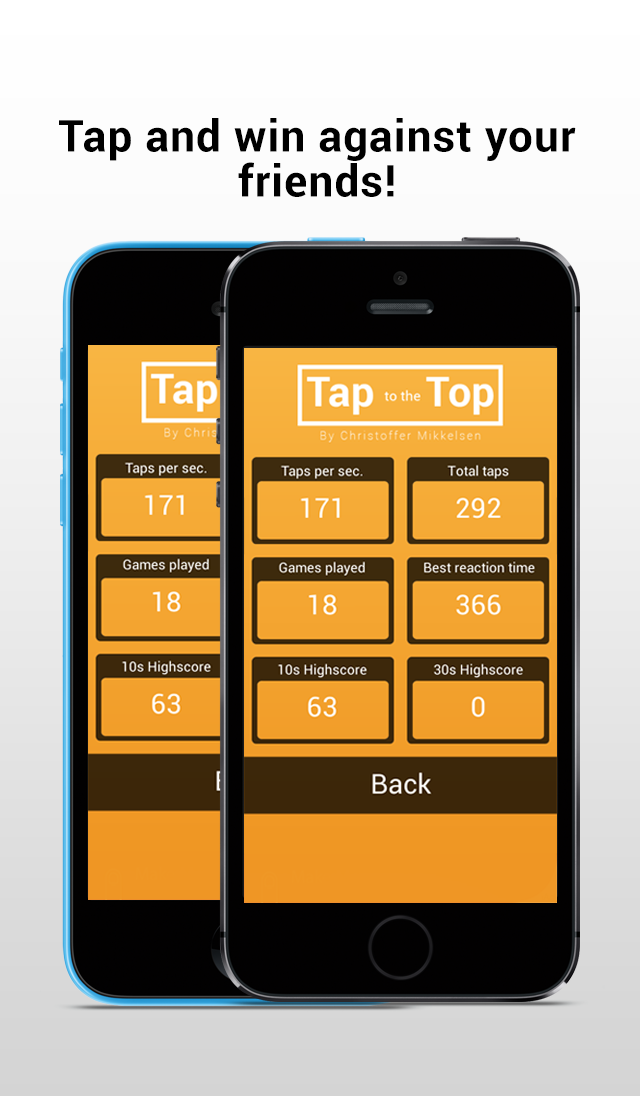 Tap and win against your
friends!
Tap
By Chris
Taps per sec.
171
Games played
18
10s Highscore
63
Tap to the Top
By Christoffer Mikkelsen
Taps per sec. Total taps
171 292
Games played Best reaction time
18 366
10s Highscore 30s Highscore
63 0
Back